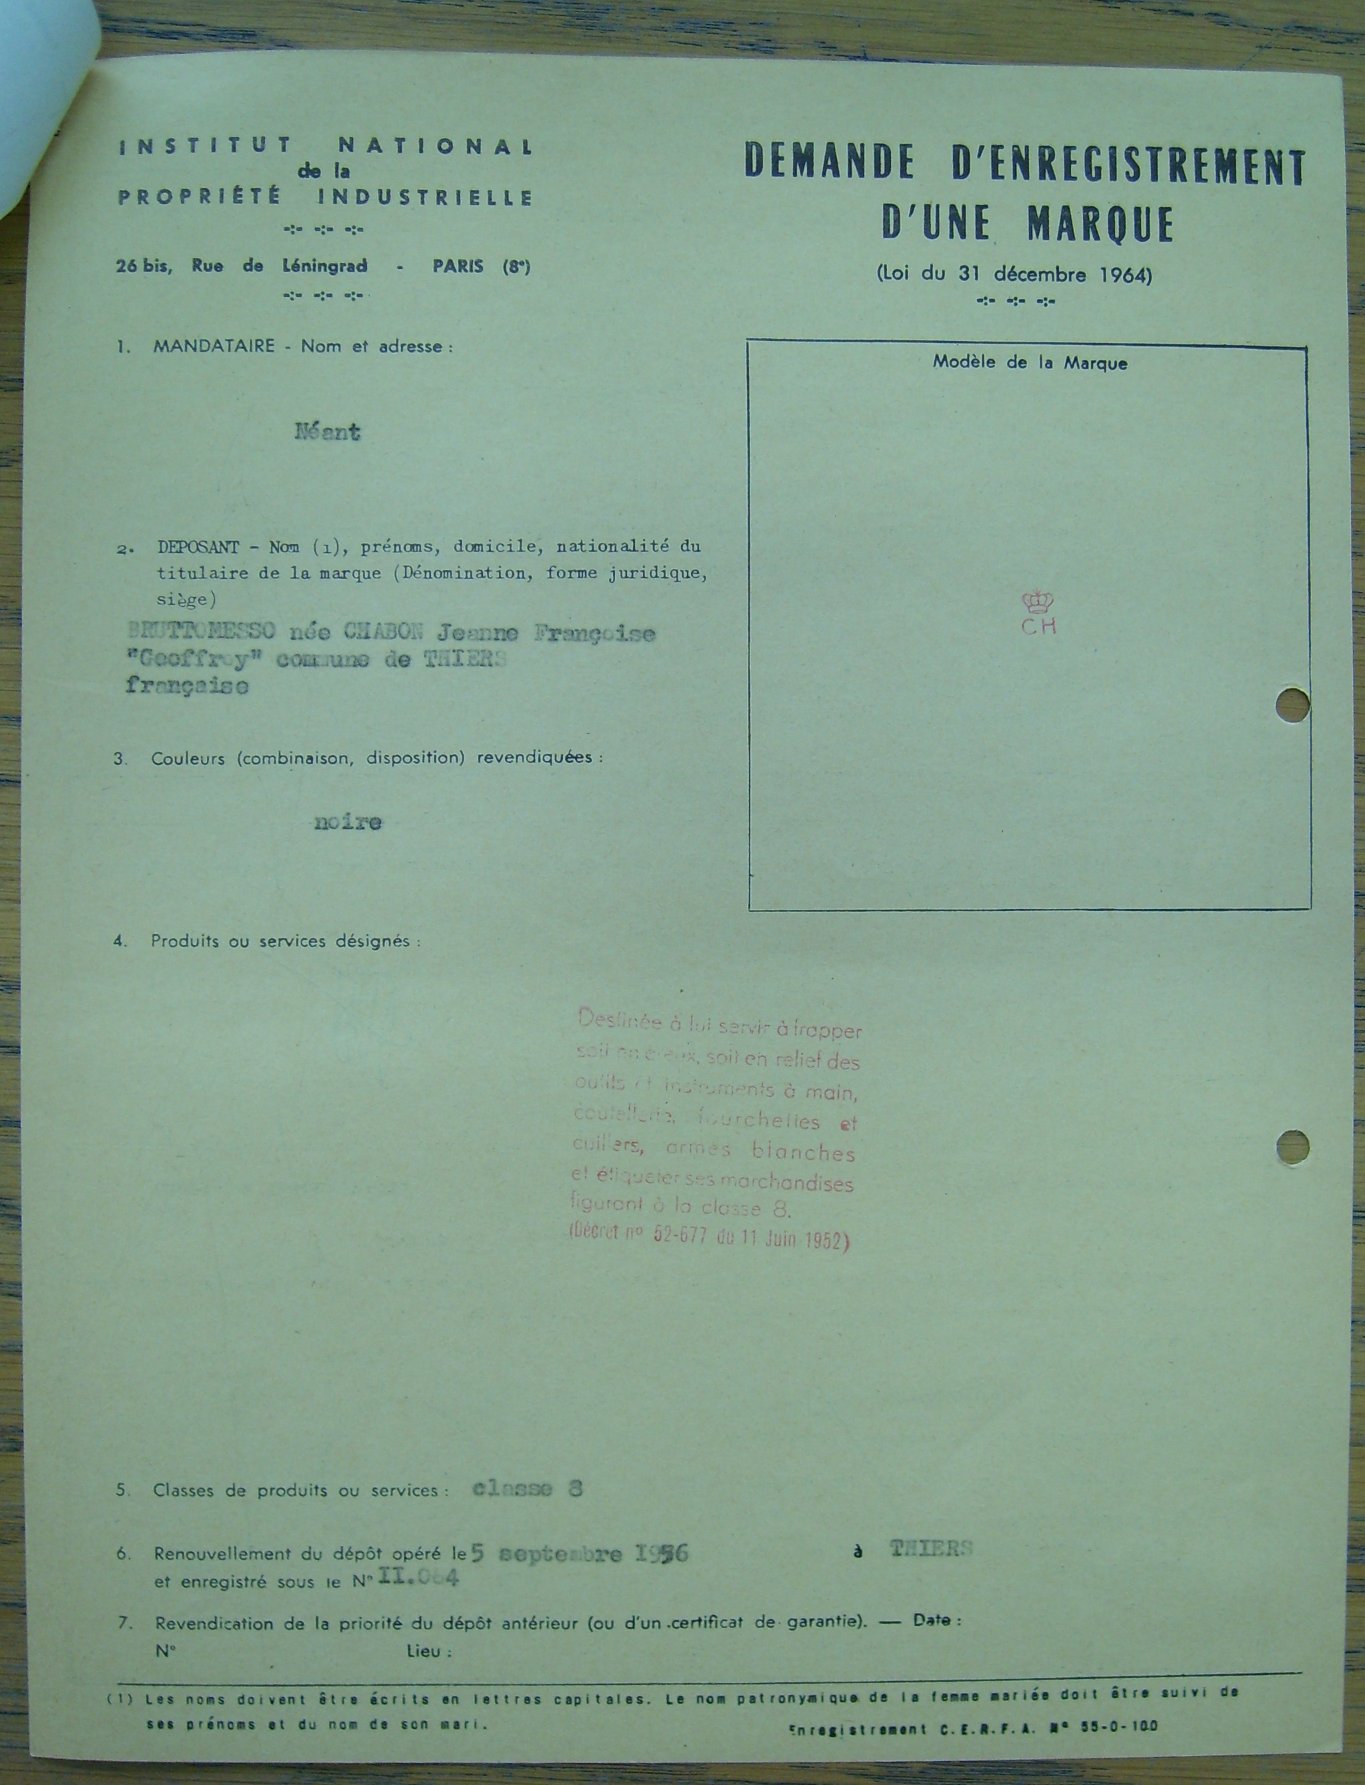 INSTITUT NATIONAL
de la
PROPRIÉTÉ INDUSTRIELLE
26 bis, Rue de Léningrad - PARIS (8e)
DEMANDE D'ENREGISTREMENT
D'UNE MARQUE
(Loi du 31 décembre 1964)
1. MANDATAIRE - Nom et adresse :
Néant
Modèle de la Marque
CH
2. DEPOSANT - Nom (1), prénoms, domicile, nationalité du
titulaire de la marque (Dénomination, forme juridique,
siège)
BRUTTOMESSO née CHABON Jeanne Françoise
"Geoffroy" commune de THIERS
française
3. Couleurs (combinaison, disposition) revendiquées :
noire
4. Produits ou services désignés :
Destinée à lui servir à frapper
soit en creux, soit en relief des
outils et instruments à main,
coutellerie, fourchettes et
cuillers, armes blanches
et étiqueter ses marchandises
figurant à la classe 8.
(Décret nº 52-677 du 11 Juin 1952)
5. Classes de produits ou services : classe 8
6. Renouvellement du dépôt opéré le 5 septembre 1956 à THIERS
et enregistré sous le N°
7. Revendication de la priorité du dépôt antérieur (ou d'un certificat de garantie). — Date :
N° Lieu :
(1) Les noms doivent être écrits en lettres capitales. Le nom patronymique de la femme mariée doit être suivi de
ses prénoms et du nom de son mari.
Enregistrement C.E.R.F.A. N° 55-0-100